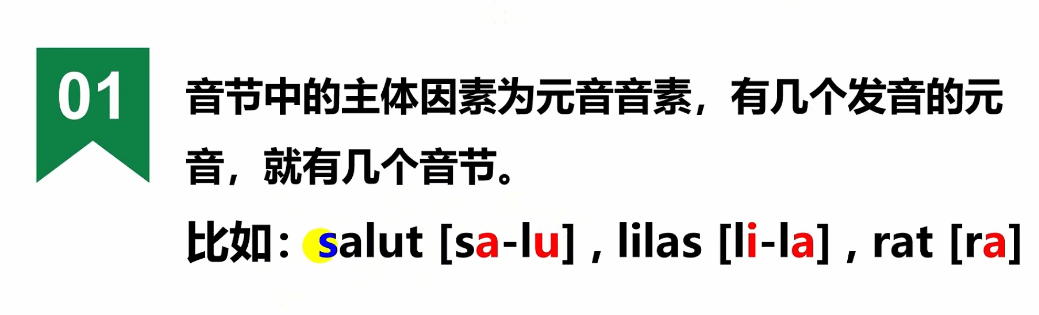 01
音节中的主体因素为元音音素，有几个发音的元
音，就有几个音节。
比如：salut [sa-lu] , lilas [li-la] , rat [ra]